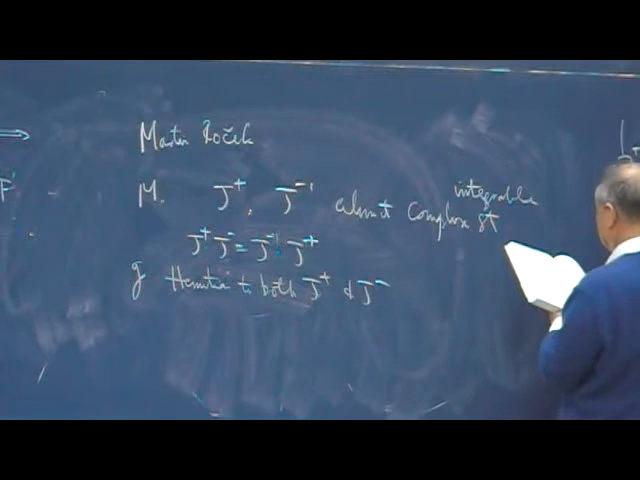 Martin Roček
M. J⁺, J⁻ almost complex st
integrable
J⁺ J⁻ = J⁻ J⁺
g Hermitian to both J⁺ & J⁻
P